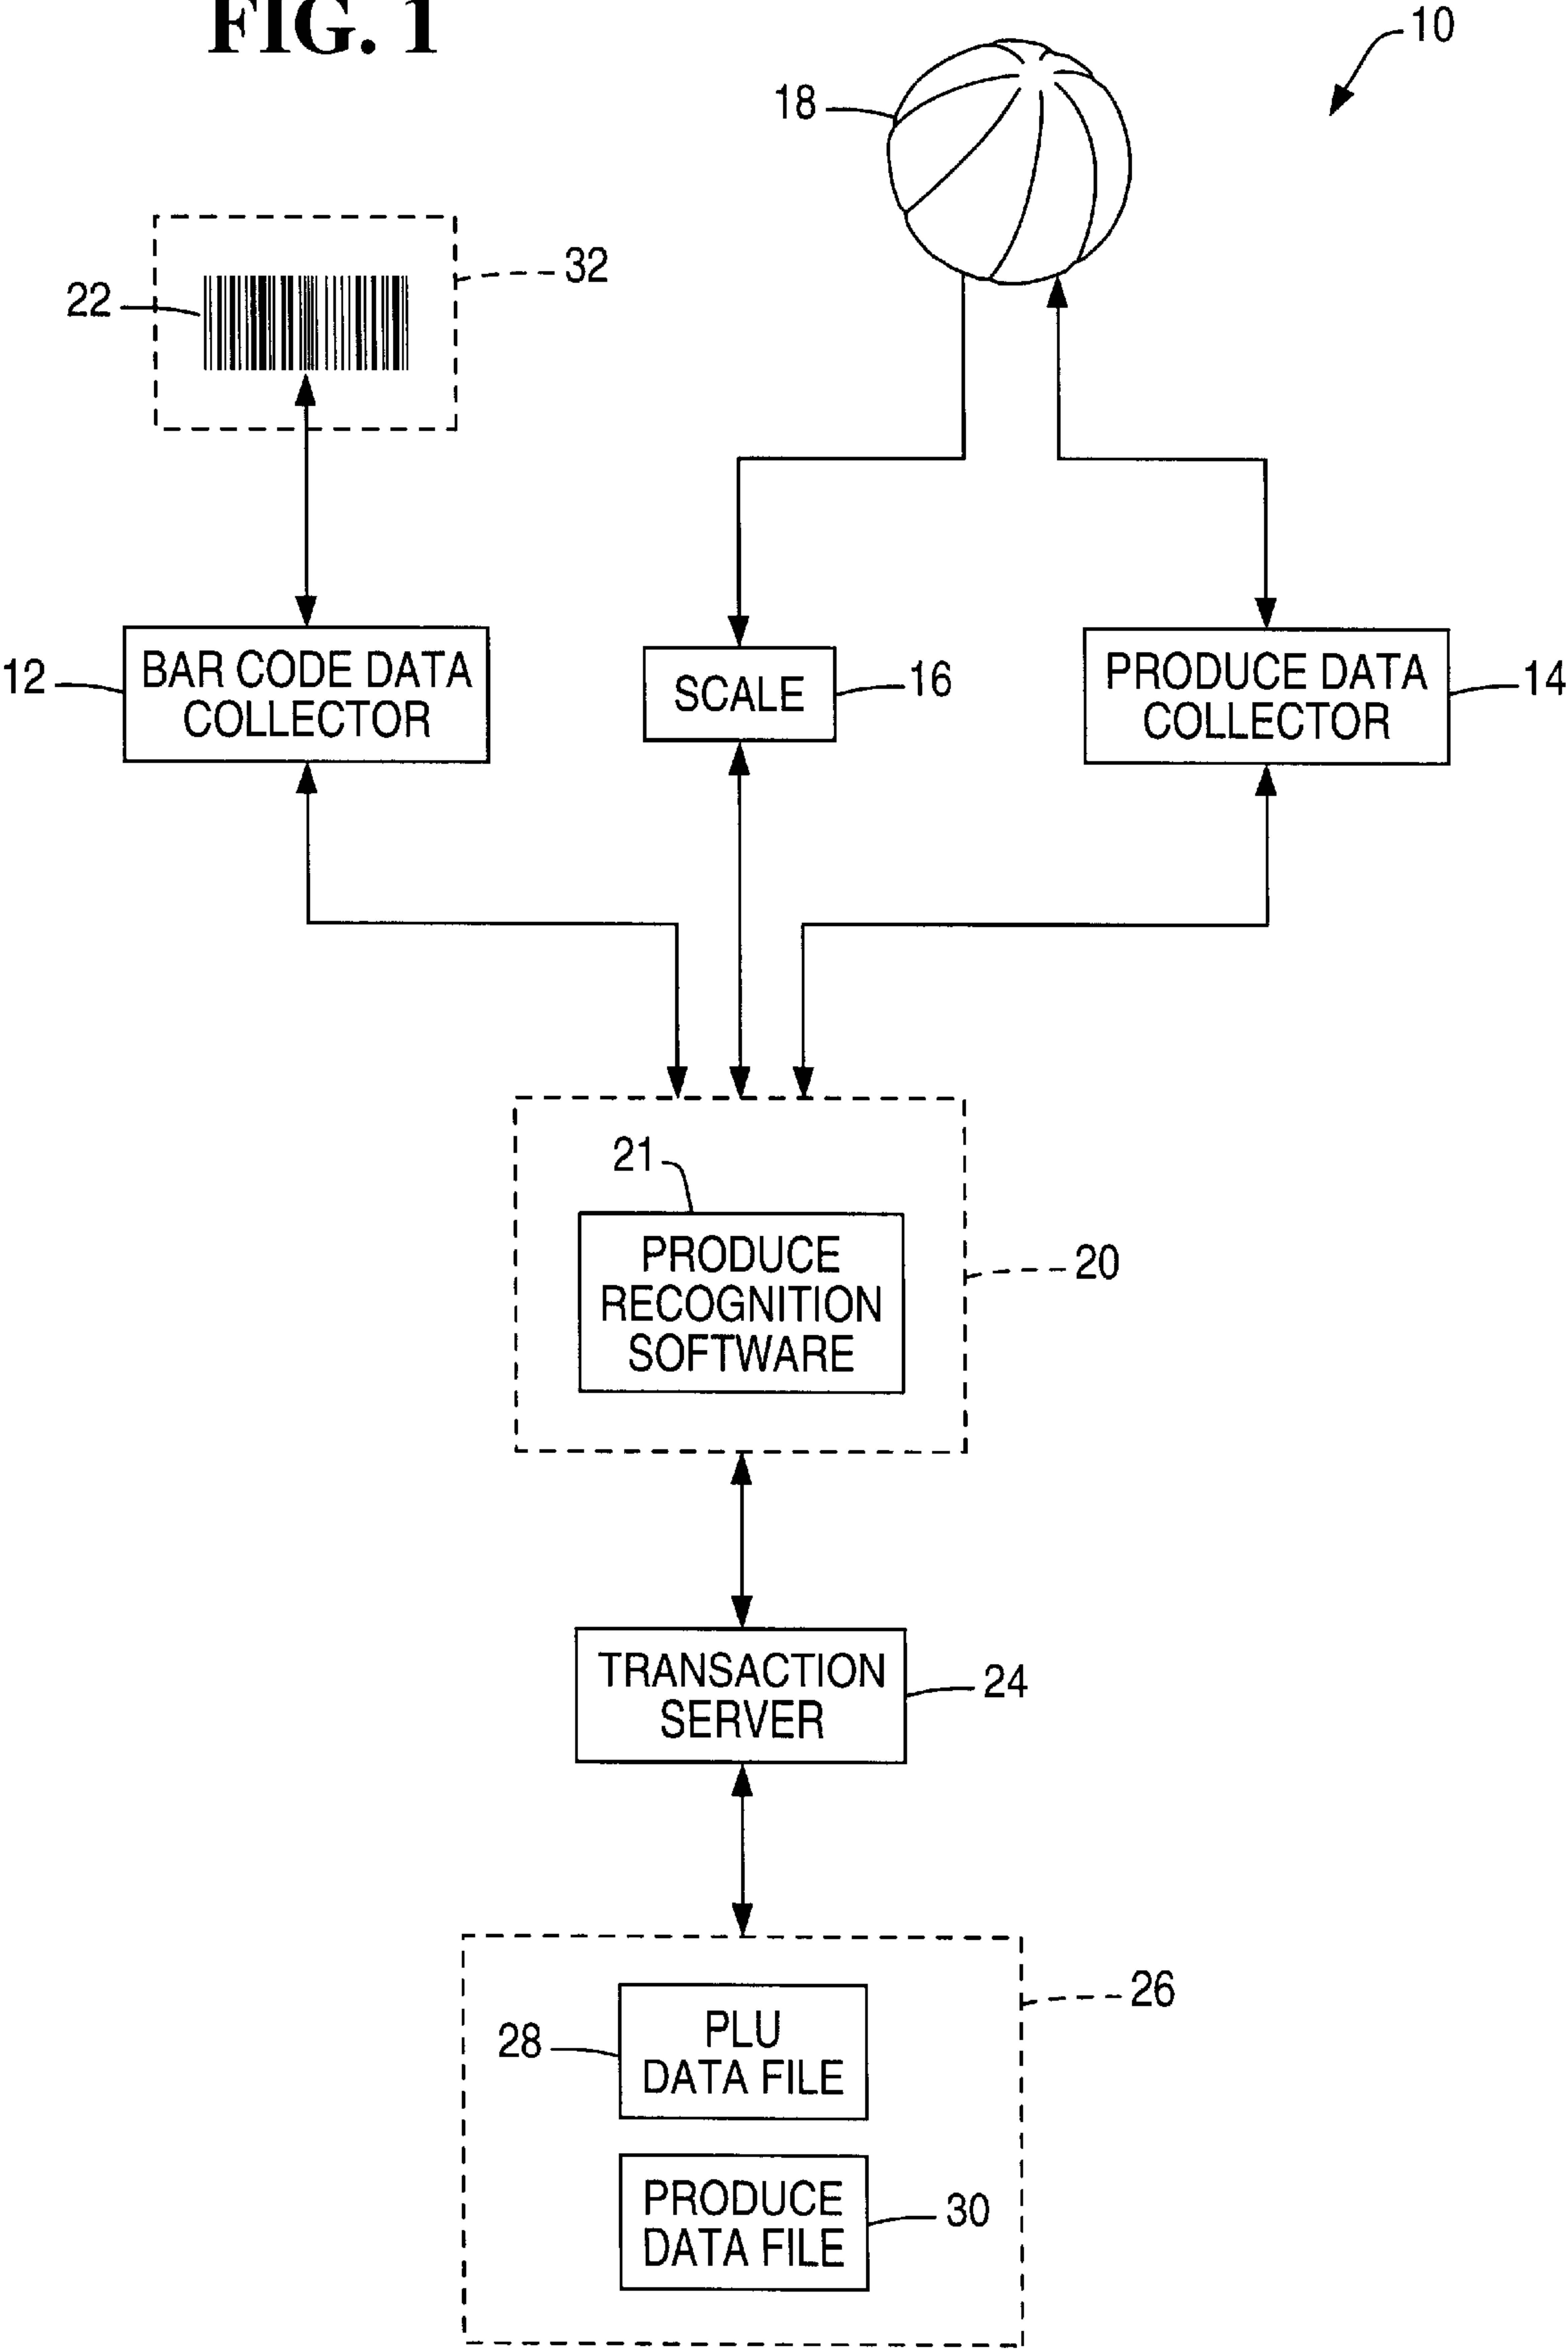 FIG. 1
10
18
32
22
12
BAR CODE DATA
COLLECTOR
SCALE
16
PRODUCE DATA
COLLECTOR
14
21
PRODUCE
RECOGNITION
SOFTWARE
20
TRANSACTION
SERVER
24
26
28
PLU
DATA FILE
PRODUCE
DATA FILE
30